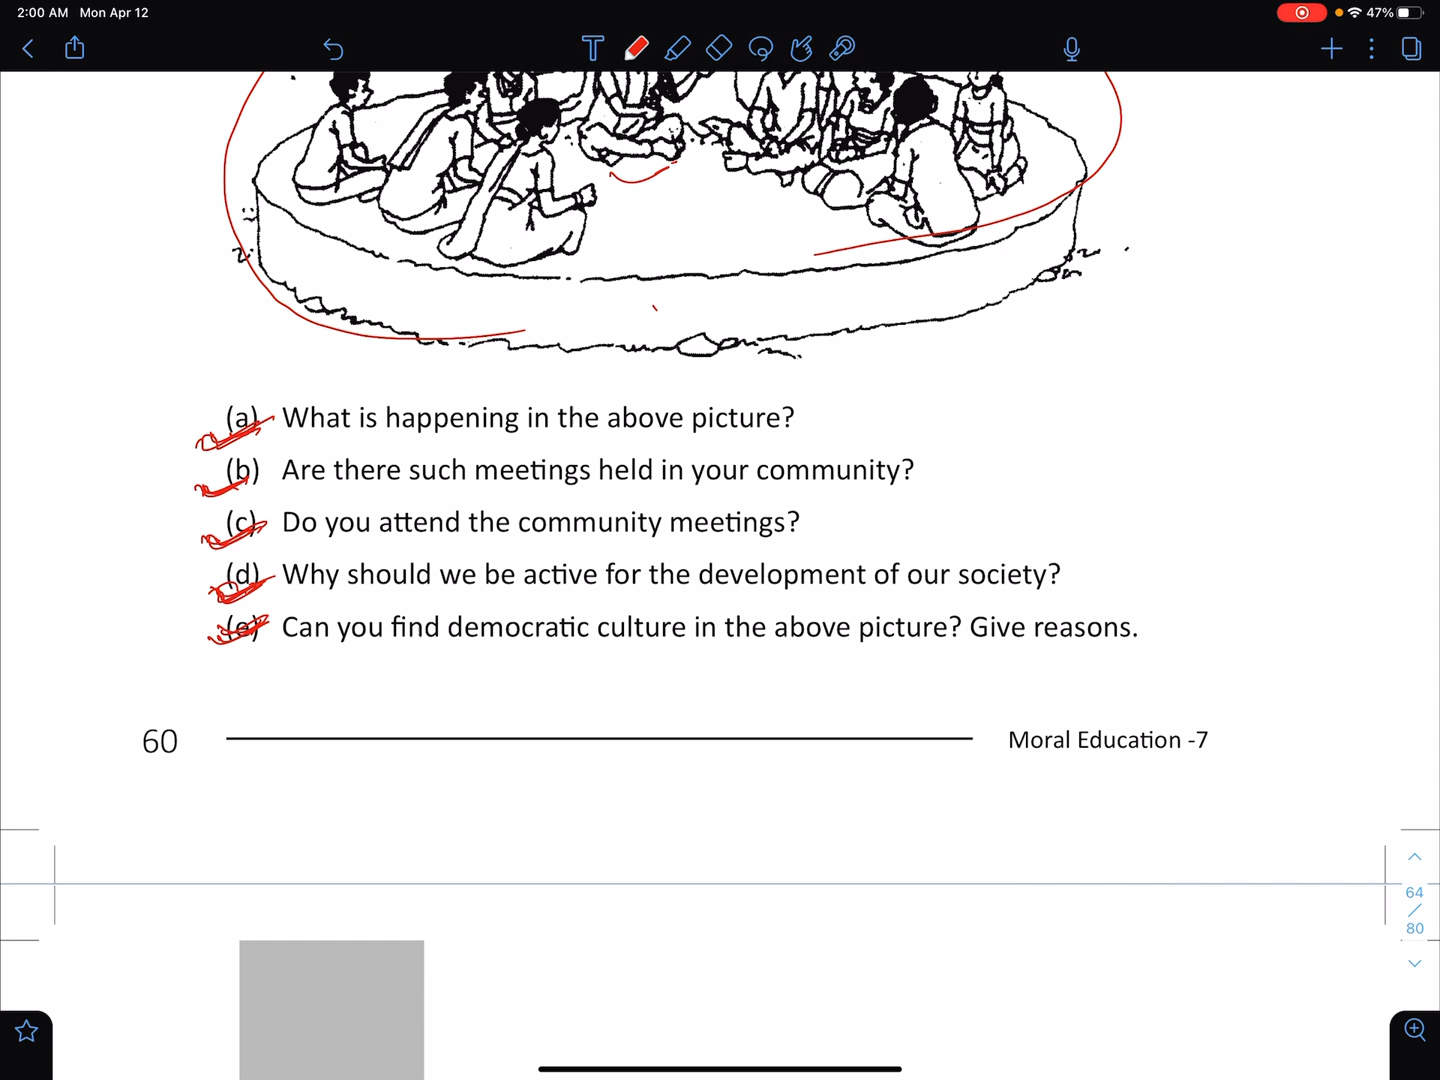 2:00 AM Mon Apr 12 47%
(a) What is happening in the above picture?
(b) Are there such meetings held in your community?
(c) Do you attend the community meetings?
(d) Why should we be active for the development of our society?
(e) Can you find democratic culture in the above picture? Give reasons.
60 Moral Education -7
64
/
80